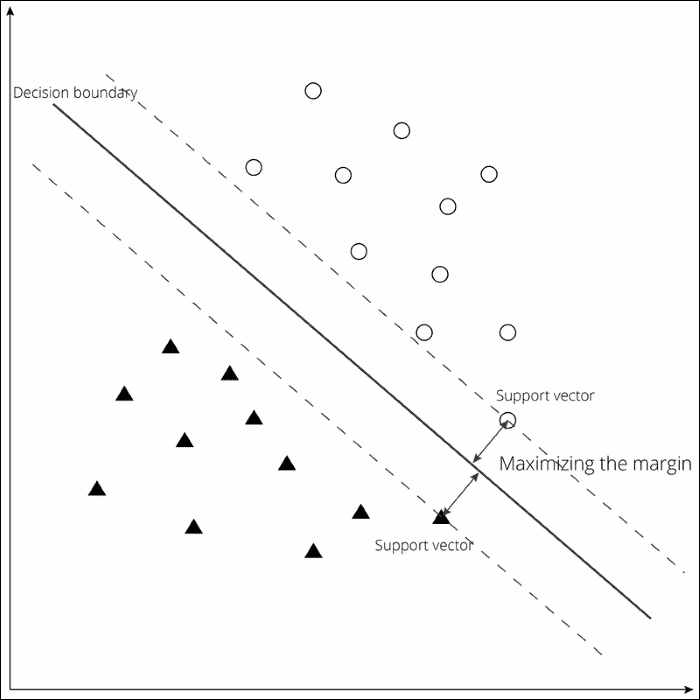 Decision boundary
Support vector
Maximizing the margin
Support vector